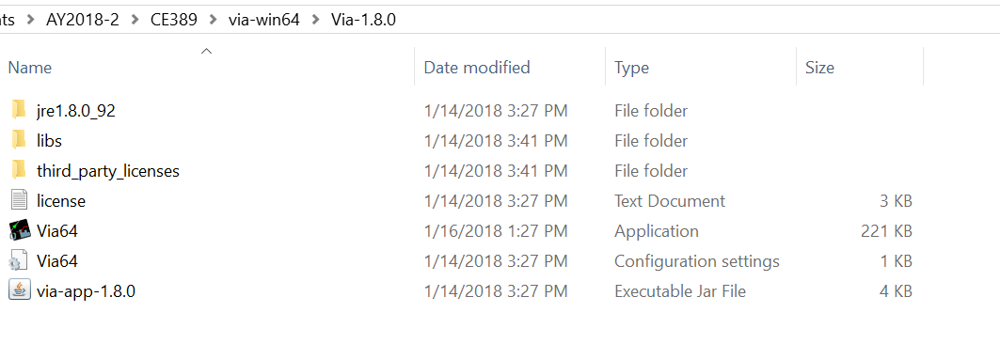 nts > AY2018-2 > CE389 > via-win64 > Via-1.8.0
Name Date modified Type Size
jre1.8.0_92 1/14/2018 3:27 PM File folder
libs 1/14/2018 3:41 PM File folder
third_party_licenses 1/14/2018 3:41 PM File folder
license 1/14/2018 3:27 PM Text Document 3 KB
Via64 1/16/2018 1:27 PM Application 221 KB
Via64 1/14/2018 3:27 PM Configuration settings 1 KB
via-app-1.8.0 1/14/2018 3:27 PM Executable Jar File 4 KB